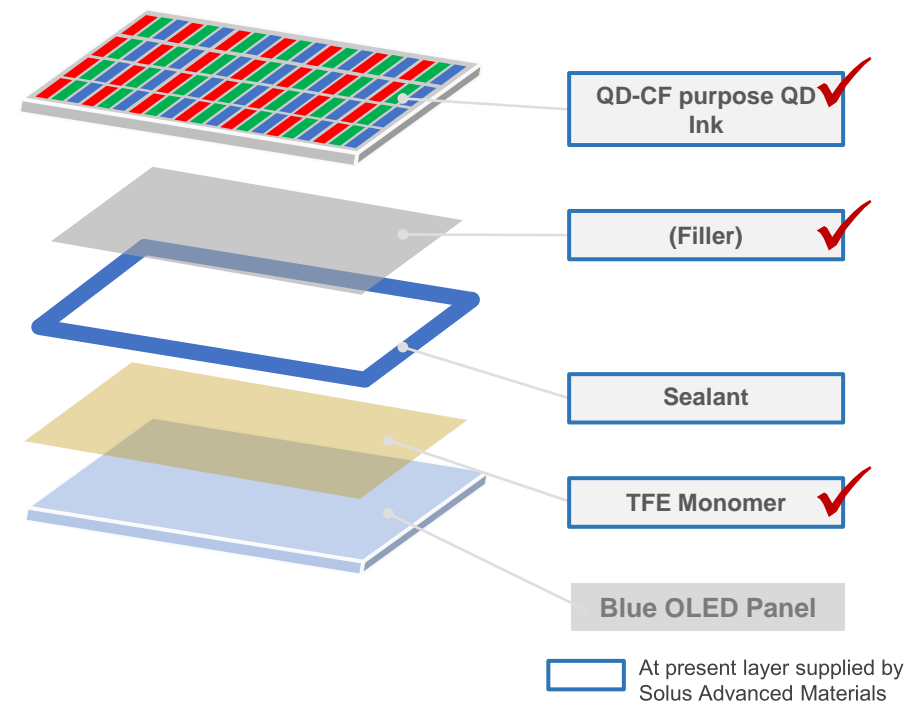 QD-CF purpose QD
Ink
(Filler)
Sealant
TFE Monomer
Blue OLED Panel
At present layer supplied by
Solus Advanced Materials